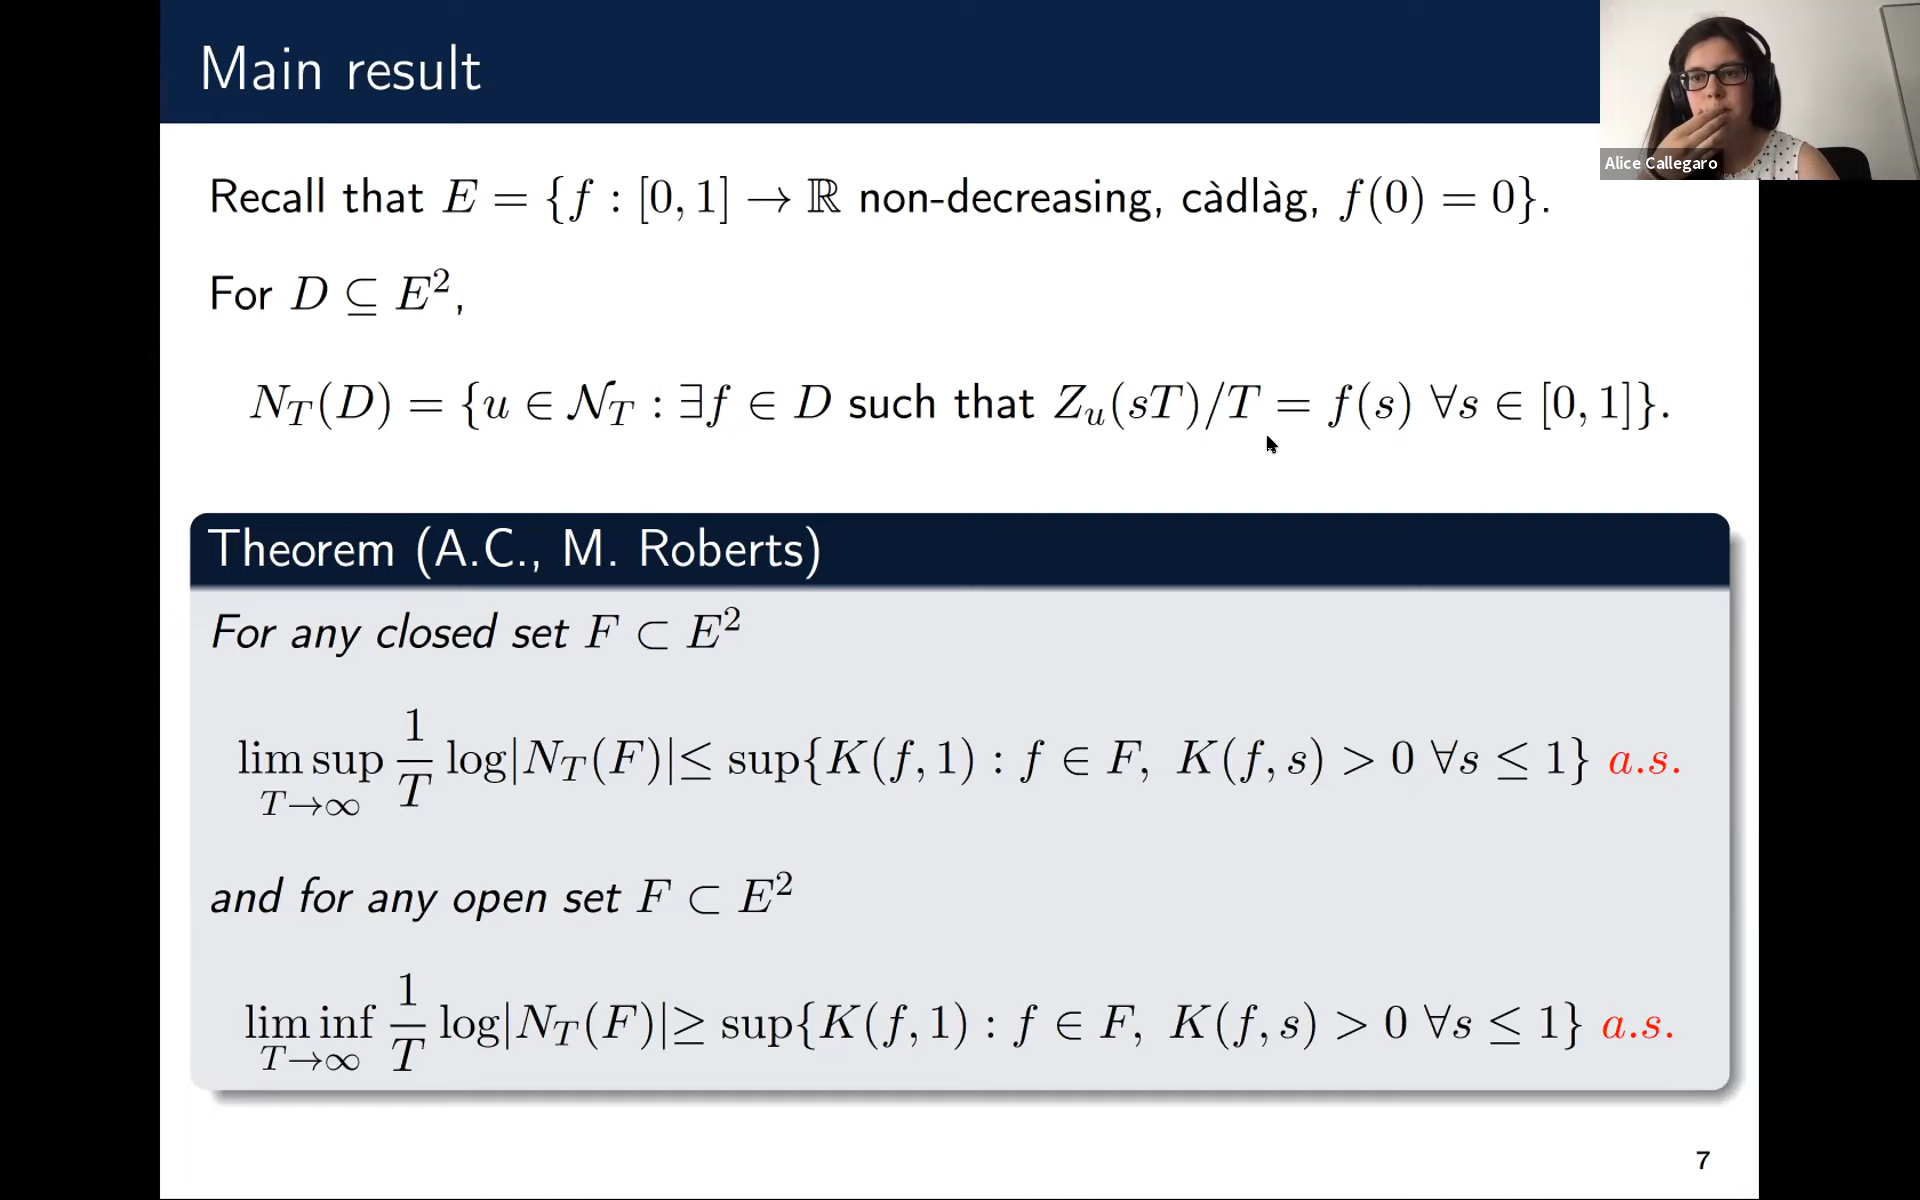 Main result
Alice Callegaro
Recall that E = {f : [0, 1] → ℝ non-decreasing, càdlàg, f(0) = 0}.
For D ⊆ E²,
N_T(D) = {u ∈ 𝒩_T : ∃f ∈ D such that Z_u(sT)/T = f(s) ∀s ∈ [0, 1]}.
Theorem (A.C., M. Roberts)
For any closed set F ⊂ E²
lim sup_{T→∞} 1/T log|N_T(F)|≤ sup{K(f, 1) : f ∈ F, K(f, s) > 0 ∀s ≤ 1} a.s.
and for any open set F ⊂ E²
lim inf_{T→∞} 1/T log|N_T(F)|≥ sup{K(f, 1) : f ∈ F, K(f, s) > 0 ∀s ≤ 1} a.s.
7